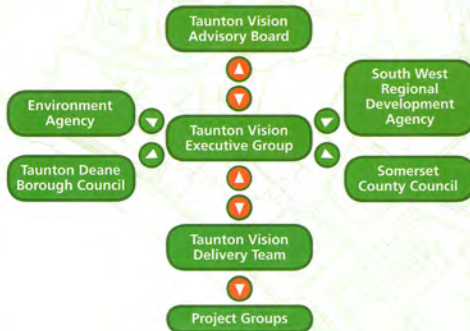 Taunton Vision
Advisory Board
South West
Regional
Development
Agency
Environment
Agency
Taunton Vision
Executive Group
Taunton Deane
Borough Council
Somerset
County Council
Taunton Vision
Delivery Team
Project Groups